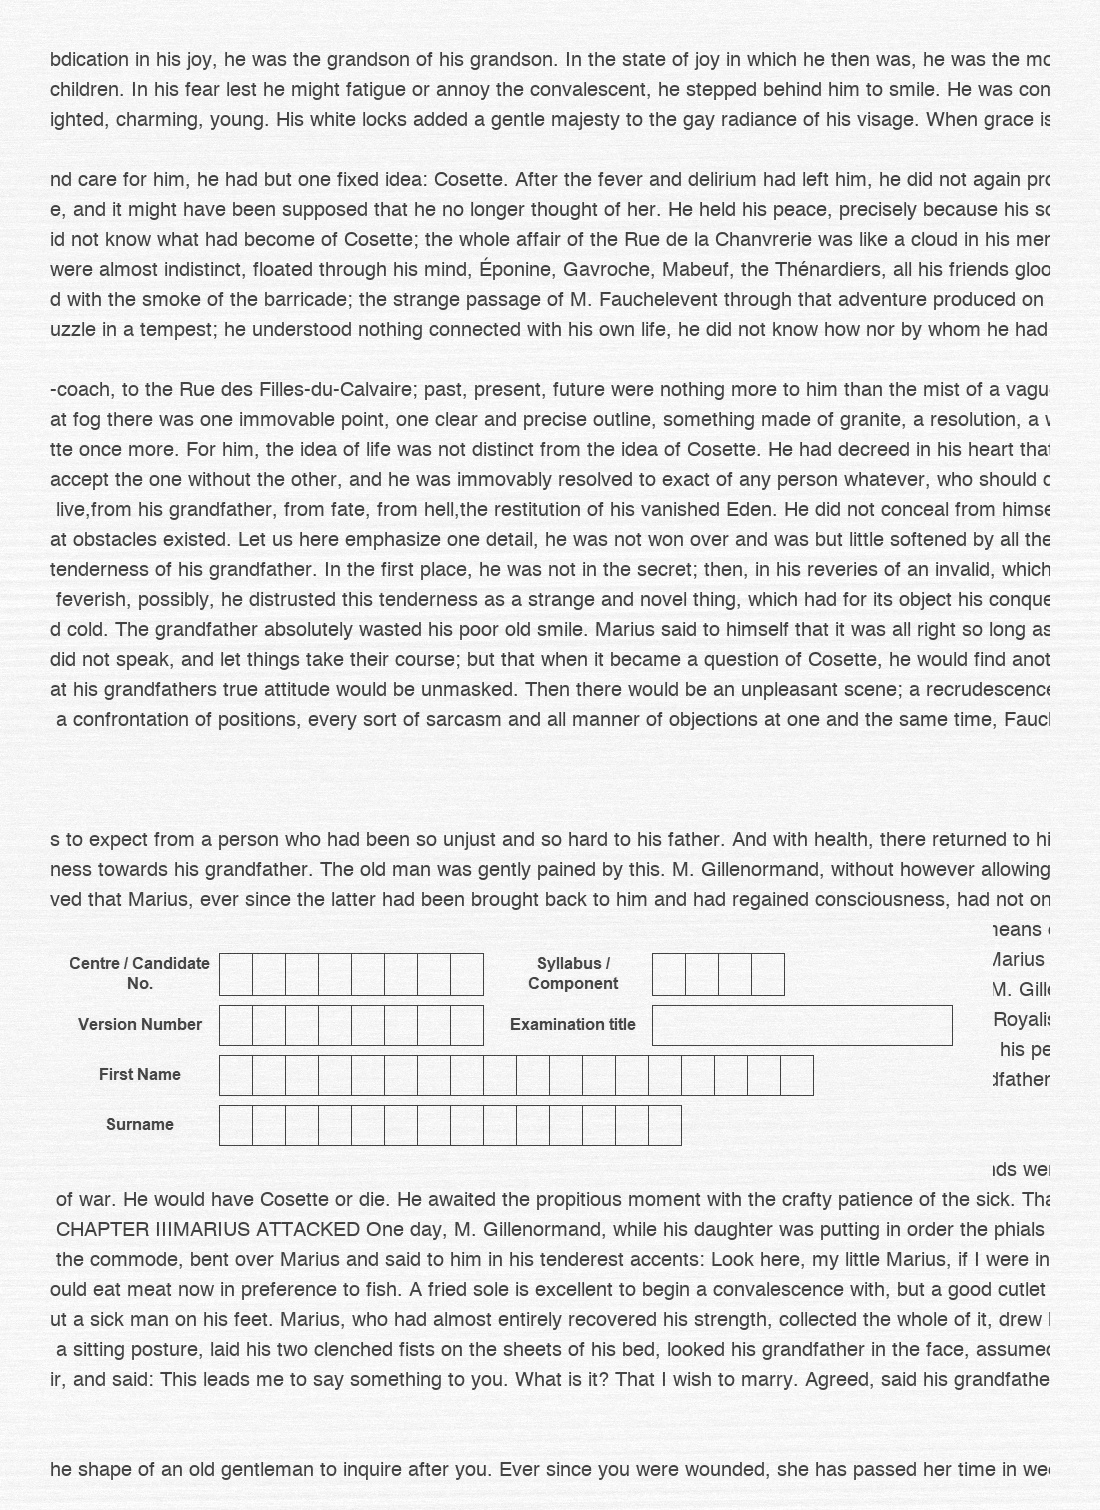 bdication in his joy, he was the grandson of his grandson. In the state of joy in which he then was, he was the
children. In his fear lest he might fatigue or annoy the convalescent, he stepped behind him to smile. He was con
ighted, charming, young. His white locks added a gentle majesty to the gay radiance of his visage. When grace is
nd care for him, he had but one fixed idea: Cosette. After the fever and delirium had left him, he did not again
e, and it might have been supposed that he no longer thought of her. He held his peace, precisely because his
id not know what had become of Cosette; the whole affair of the Rue de la Chanvrerie was like a cloud in his
were almost indistinct, floated through his mind, Éponine, Gavroche, Mabeuf, the Thénardiers, all his friends
d with the smoke of the barricade; the strange passage of M. Fauchelevent through that adventure produced on
uzzle in a tempest; he understood nothing connected with his own life, he did not know how nor by whom he had
-coach, to the Rue des Filles-du-Calvaire; past, present, future were nothing more to him than the mist of a
at fog there was one immovable point, one clear and precise outline, something made of granite, a resolution, a
tte once more. For him, the idea of life was not distinct from the idea of Cosette. He had decreed in his heart that
accept the one without the other, and he was immovably resolved to exact of any person whatever, who should
live,from his grandfather, from fate, from hell,the restitution of his vanished Eden. He did not conceal from himse
at obstacles existed. Let us here emphasize one detail, he was not won over and was but little softened by all the
tenderness of his grandfather. In the first place, he was not in the secret; then, in his reveries of an invalid, which
feverish, possibly, he distrusted this tenderness as a strange and novel thing, which had for its object his conque
d cold. The grandfather absolutely wasted his poor old smile. Marius said to himself that it was all right so long as
did not speak, and let things take their course; but that when it became a question of Cosette, he would find anot
at his grandfathers true attitude would be unmasked. Then there would be an unpleasant scene; a recrudescence
a confrontation of positions, every sort of sarcasm and all manner of objections at one and the same time,
s to expect from a person who had been so unjust and so hard to his father. And with health, there returned to hi
ness towards his grandfather. The old man was gently pained by this. M. Gillenormand, without however allowing
ved that Marius, ever since the latter had been brought back to him and had regained consciousness, had not on
Marius
M. Gille
Royalis
his pe
dfather
Centre / Candidate No.
Syllabus / Component
Version Number
Examination title
First Name
Surname
of war. He would have Cosette or die. He awaited the propitious moment with the crafty patience of the sick. Tha
CHAPTER IIIMARIUS ATTACKED One day, M. Gillenormand, while his daughter was putting in order the phials
the commode, bent over Marius and said to him in his tenderest accents: Look here, my little Marius, if I were in
ould eat meat now in preference to fish. A fried sole is excellent to begin a convalescence with, but a good cutlet
ut a sick man on his feet. Marius, who had almost entirely recovered his strength, collected the whole of it, drew
a sitting posture, laid his two clenched fists on the sheets of his bed, looked his grandfather in the face, assumed
ir, and said: This leads me to say something to you. What is it? That I wish to marry. Agreed, said his grandfathe
he shape of an old gentleman to inquire after you. Ever since you were wounded, she has passed her time in